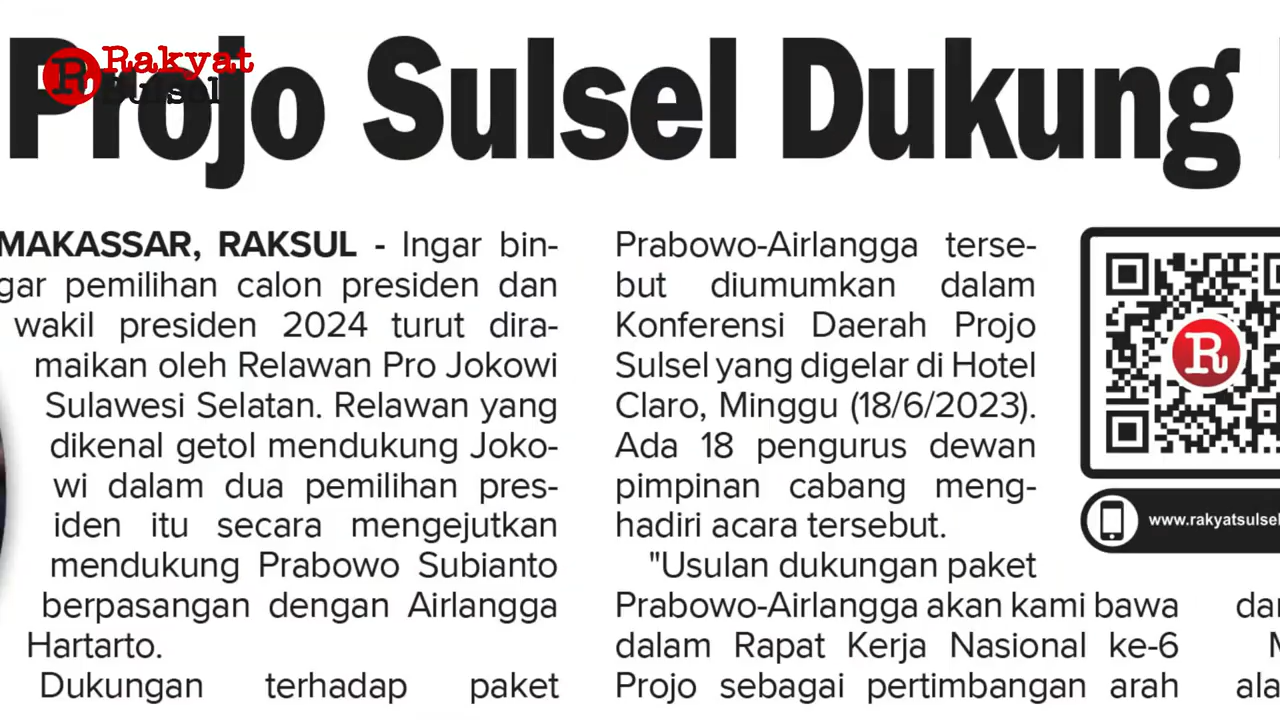 Rakyat
Sulsel
Projo Sulsel Dukung
MAKASSAR, RAKSUL - Ingar bin-
gar pemilihan calon presiden dan
wakil presiden 2024 turut dira-
maikan oleh Relawan Pro Jokowi
Sulawesi Selatan. Relawan yang
dikenal getol mendukung Joko-
wi dalam dua pemilihan pres-
iden itu secara mengejutkan
mendukung Prabowo Subianto
berpasangan dengan Airlangga
Hartarto.
Dukungan terhadap paket
Prabowo-Airlangga terse-
but diumumkan dalam
Konferensi Daerah Projo
Sulsel yang digelar di Hotel
Claro, Minggu (18/6/2023).
Ada 18 pengurus dewan
pimpinan cabang meng-
hadiri acara tersebut.
"Usulan dukungan paket
Prabowo-Airlangga akan kami bawa
dalam Rapat Kerja Nasional ke-6
Projo sebagai pertimbangan arah
R
www.rakyatsulsel